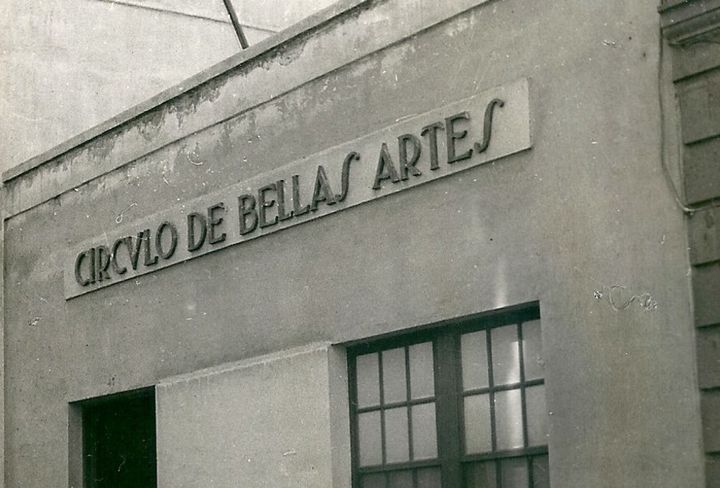 CIRCVLO DE BELLAS ARTES